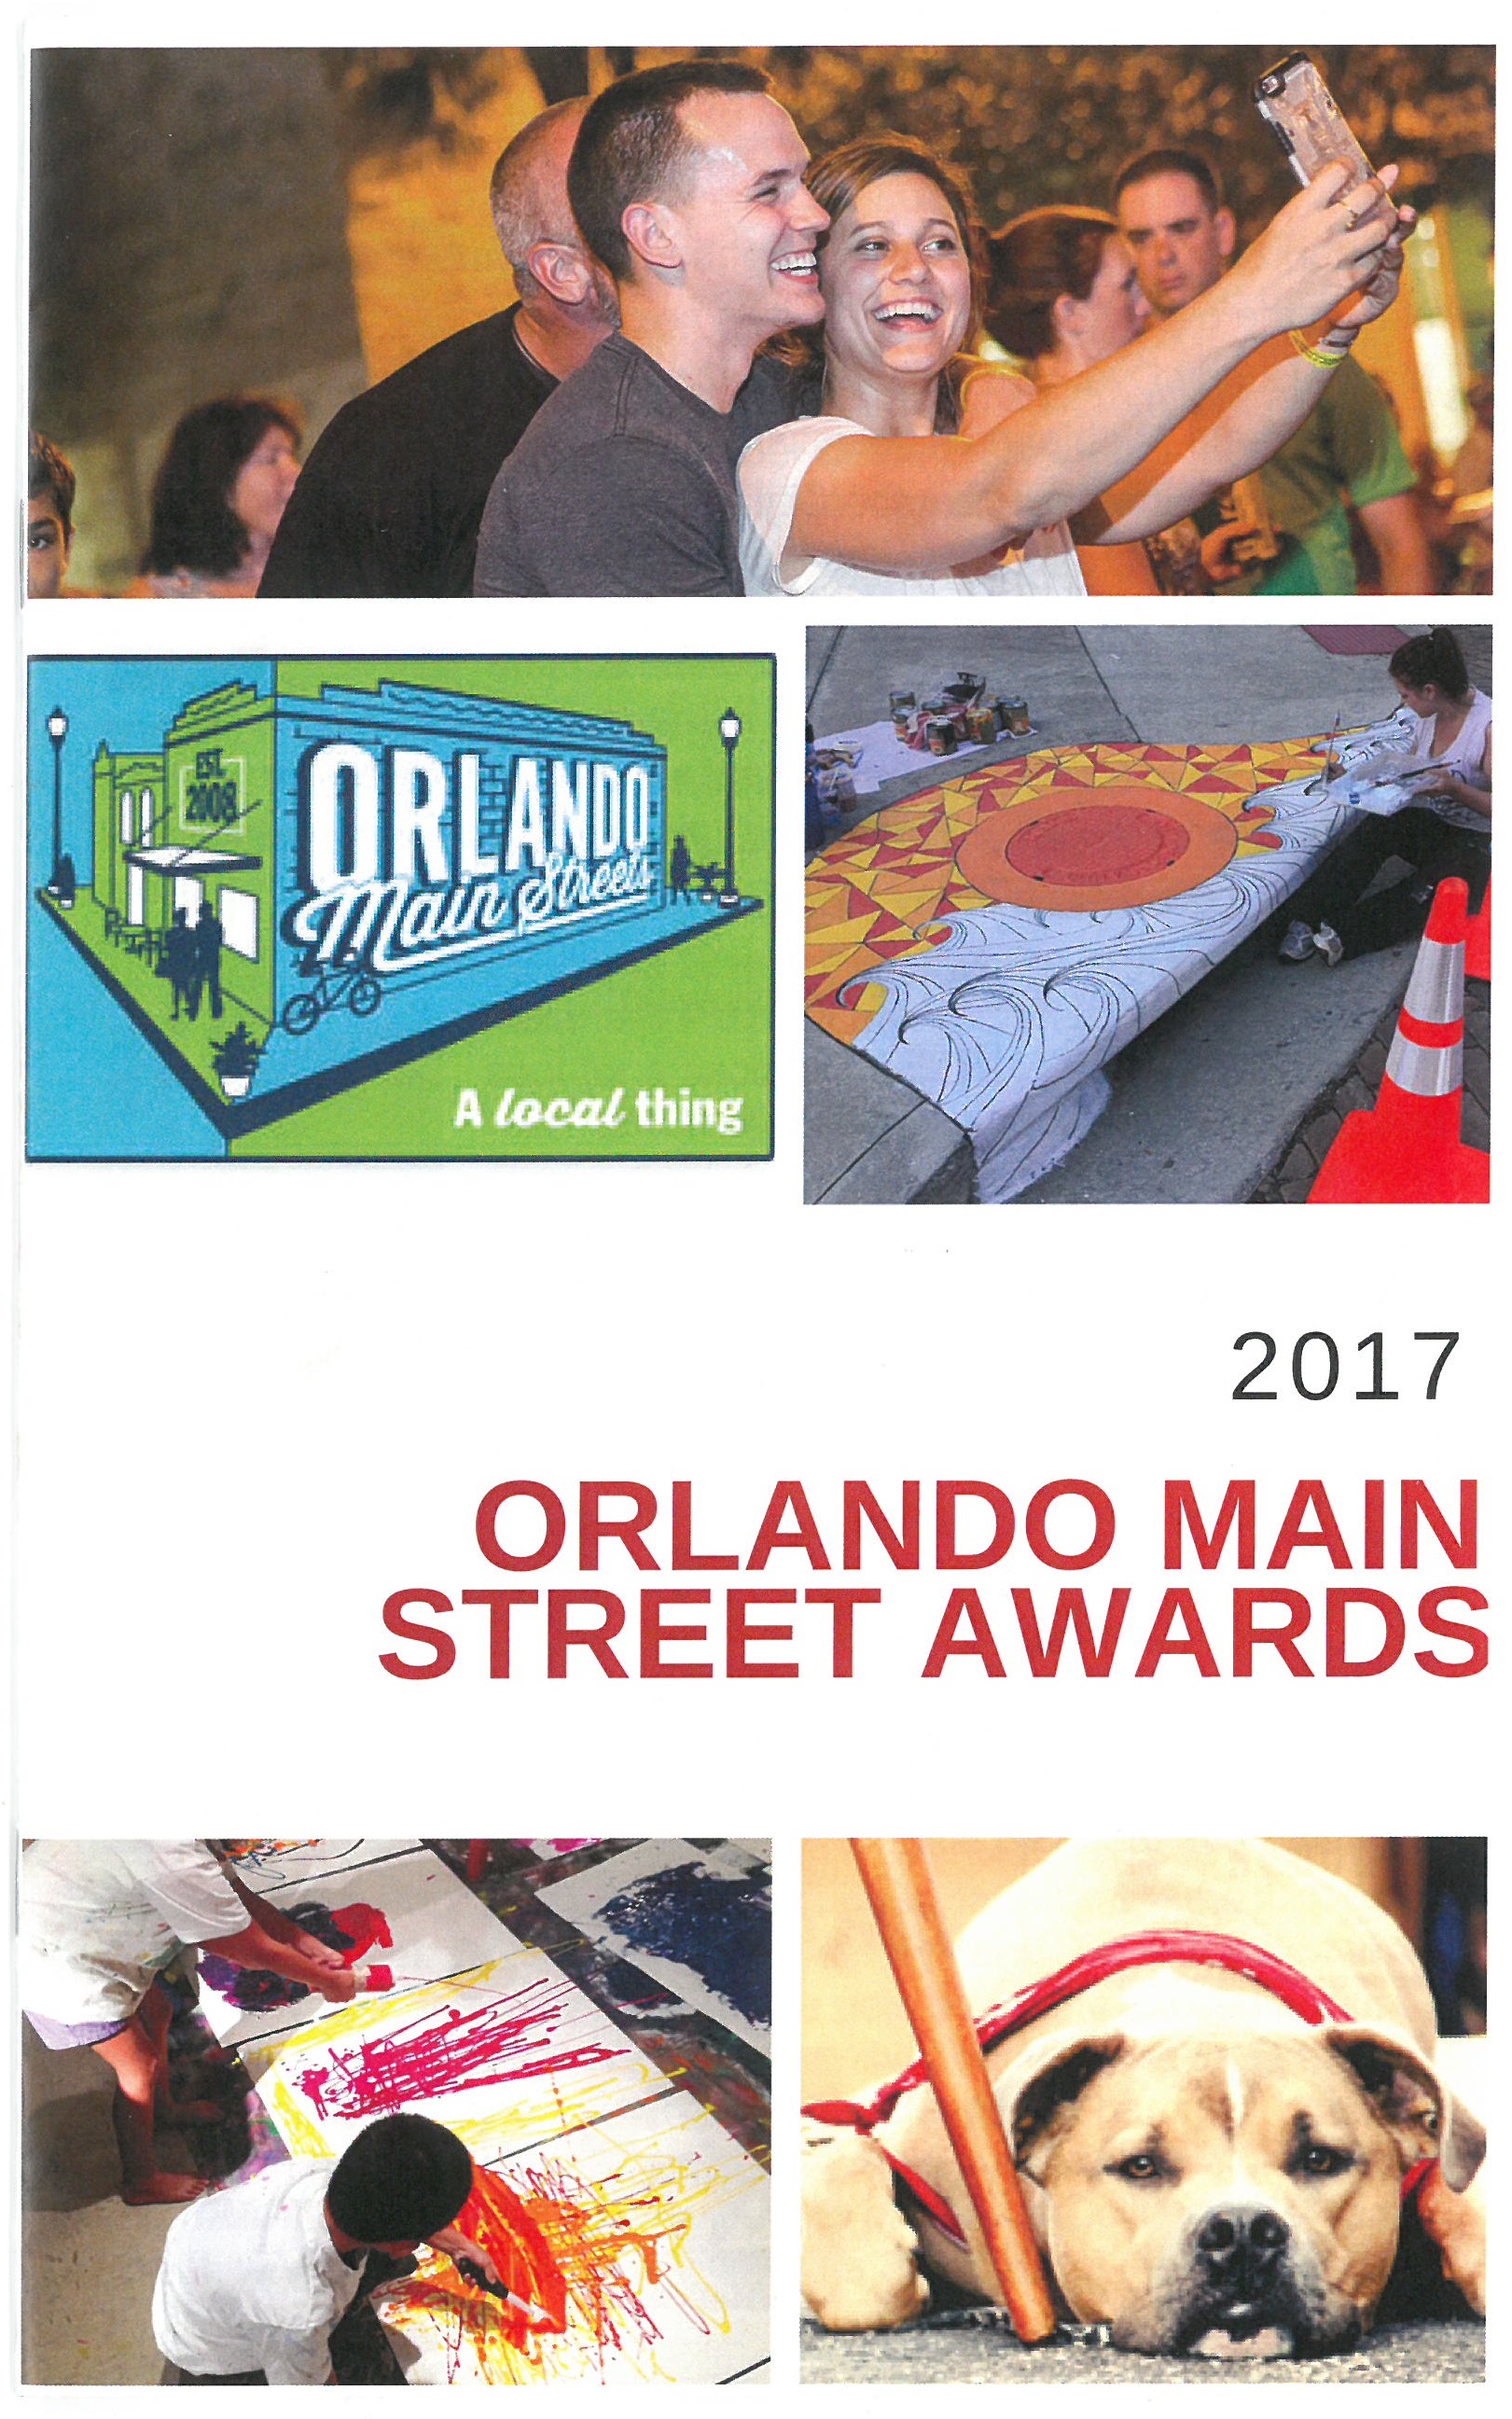 EST.
2008
ORLANDO
Main Streets
A local thing
2017
ORLANDO MAIN
STREET AWARDS